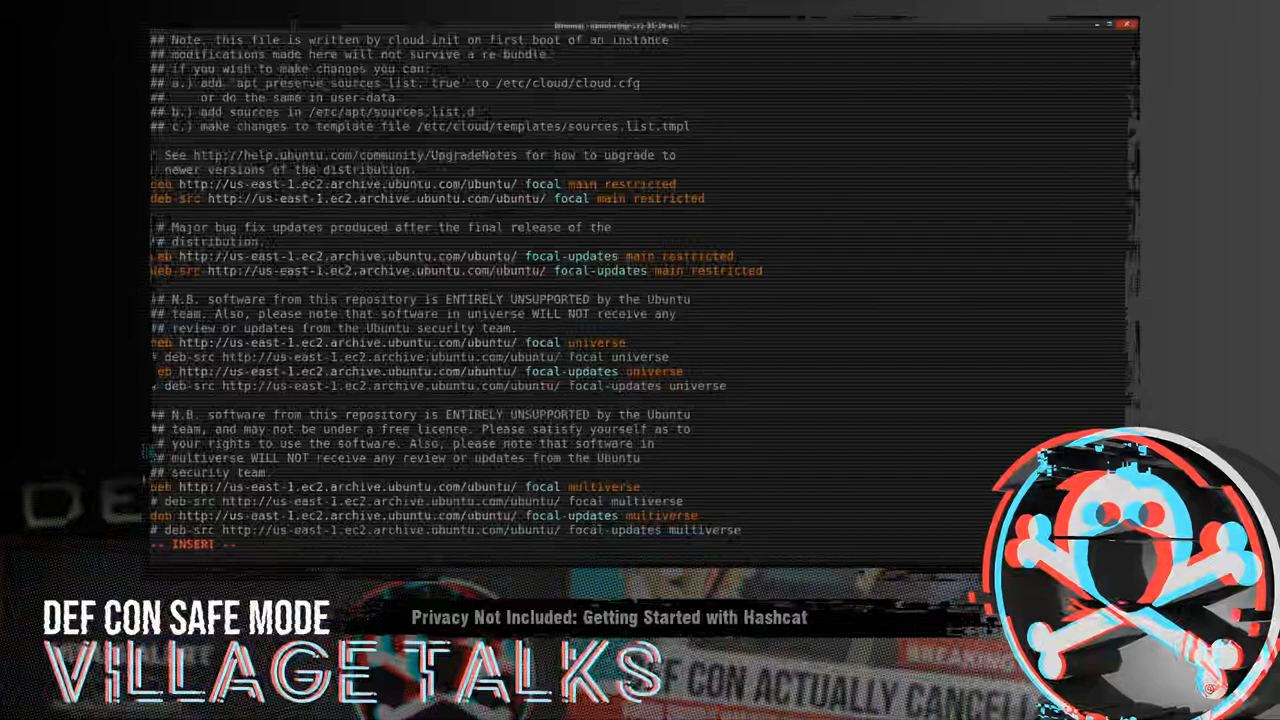 ## Note, this file is written by cloud-init on first boot of an instance
## modifications made here will not survive a re-bundle.
## if you wish to make changes you can:
## a.) add 'apt_preserve_sources_list: true' to /etc/cloud/cloud.cfg
##     or do the same in user-data
## b.) add sources in /etc/apt/sources.list.d
## c.) make changes to template file /etc/cloud/templates/sources.list.tmpl
See http://help.ubuntu.com/community/UpgradeNotes for how to upgrade to
newer versions of the distribution.
deb http://us-east-1.ec2.archive.ubuntu.com/ubuntu/ focal main restricted
deb-src http://us-east-1.ec2.archive.ubuntu.com/ubuntu/ focal main restricted
# Major bug fix updates produced after the final release of the
# distribution.
deb http://us-east-1.ec2.archive.ubuntu.com/ubuntu/ focal-updates main restricted
deb-src http://us-east-1.ec2.archive.ubuntu.com/ubuntu/ focal-updates main restricted
## N.B. software from this repository is ENTIRELY UNSUPPORTED by the Ubuntu
## team. Also, please note that software in universe WILL NOT receive any
## review or updates from the Ubuntu security team.
deb http://us-east-1.ec2.archive.ubuntu.com/ubuntu/ focal universe
# deb-src http://us-east-1.ec2.archive.ubuntu.com/ubuntu/ focal universe
deb http://us-east-1.ec2.archive.ubuntu.com/ubuntu/ focal-updates universe
# deb-src http://us-east-1.ec2.archive.ubuntu.com/ubuntu/ focal-updates universe
## N.B. software from this repository is ENTIRELY UNSUPPORTED by the Ubuntu
## team, and may not be under a free licence. Please satisfy yourself as to
## your rights to use the software. Also, please note that software in
## multiverse WILL NOT receive any review or updates from the Ubuntu
## security team.
deb http://us-east-1.ec2.archive.ubuntu.com/ubuntu/ focal multiverse
# deb-src http://us-east-1.ec2.archive.ubuntu.com/ubuntu/ focal multiverse
deb http://us-east-1.ec2.archive.ubuntu.com/ubuntu/ focal-updates multiverse
# deb-src http://us-east-1.ec2.archive.ubuntu.com/ubuntu/ focal-updates multiverse
-- INSERT --
DE
DEF CON SAFE MODE
Privacy Not Included: Getting Started with Hashcat
VILLAGE TALKS
DEF CON ACTUALLY